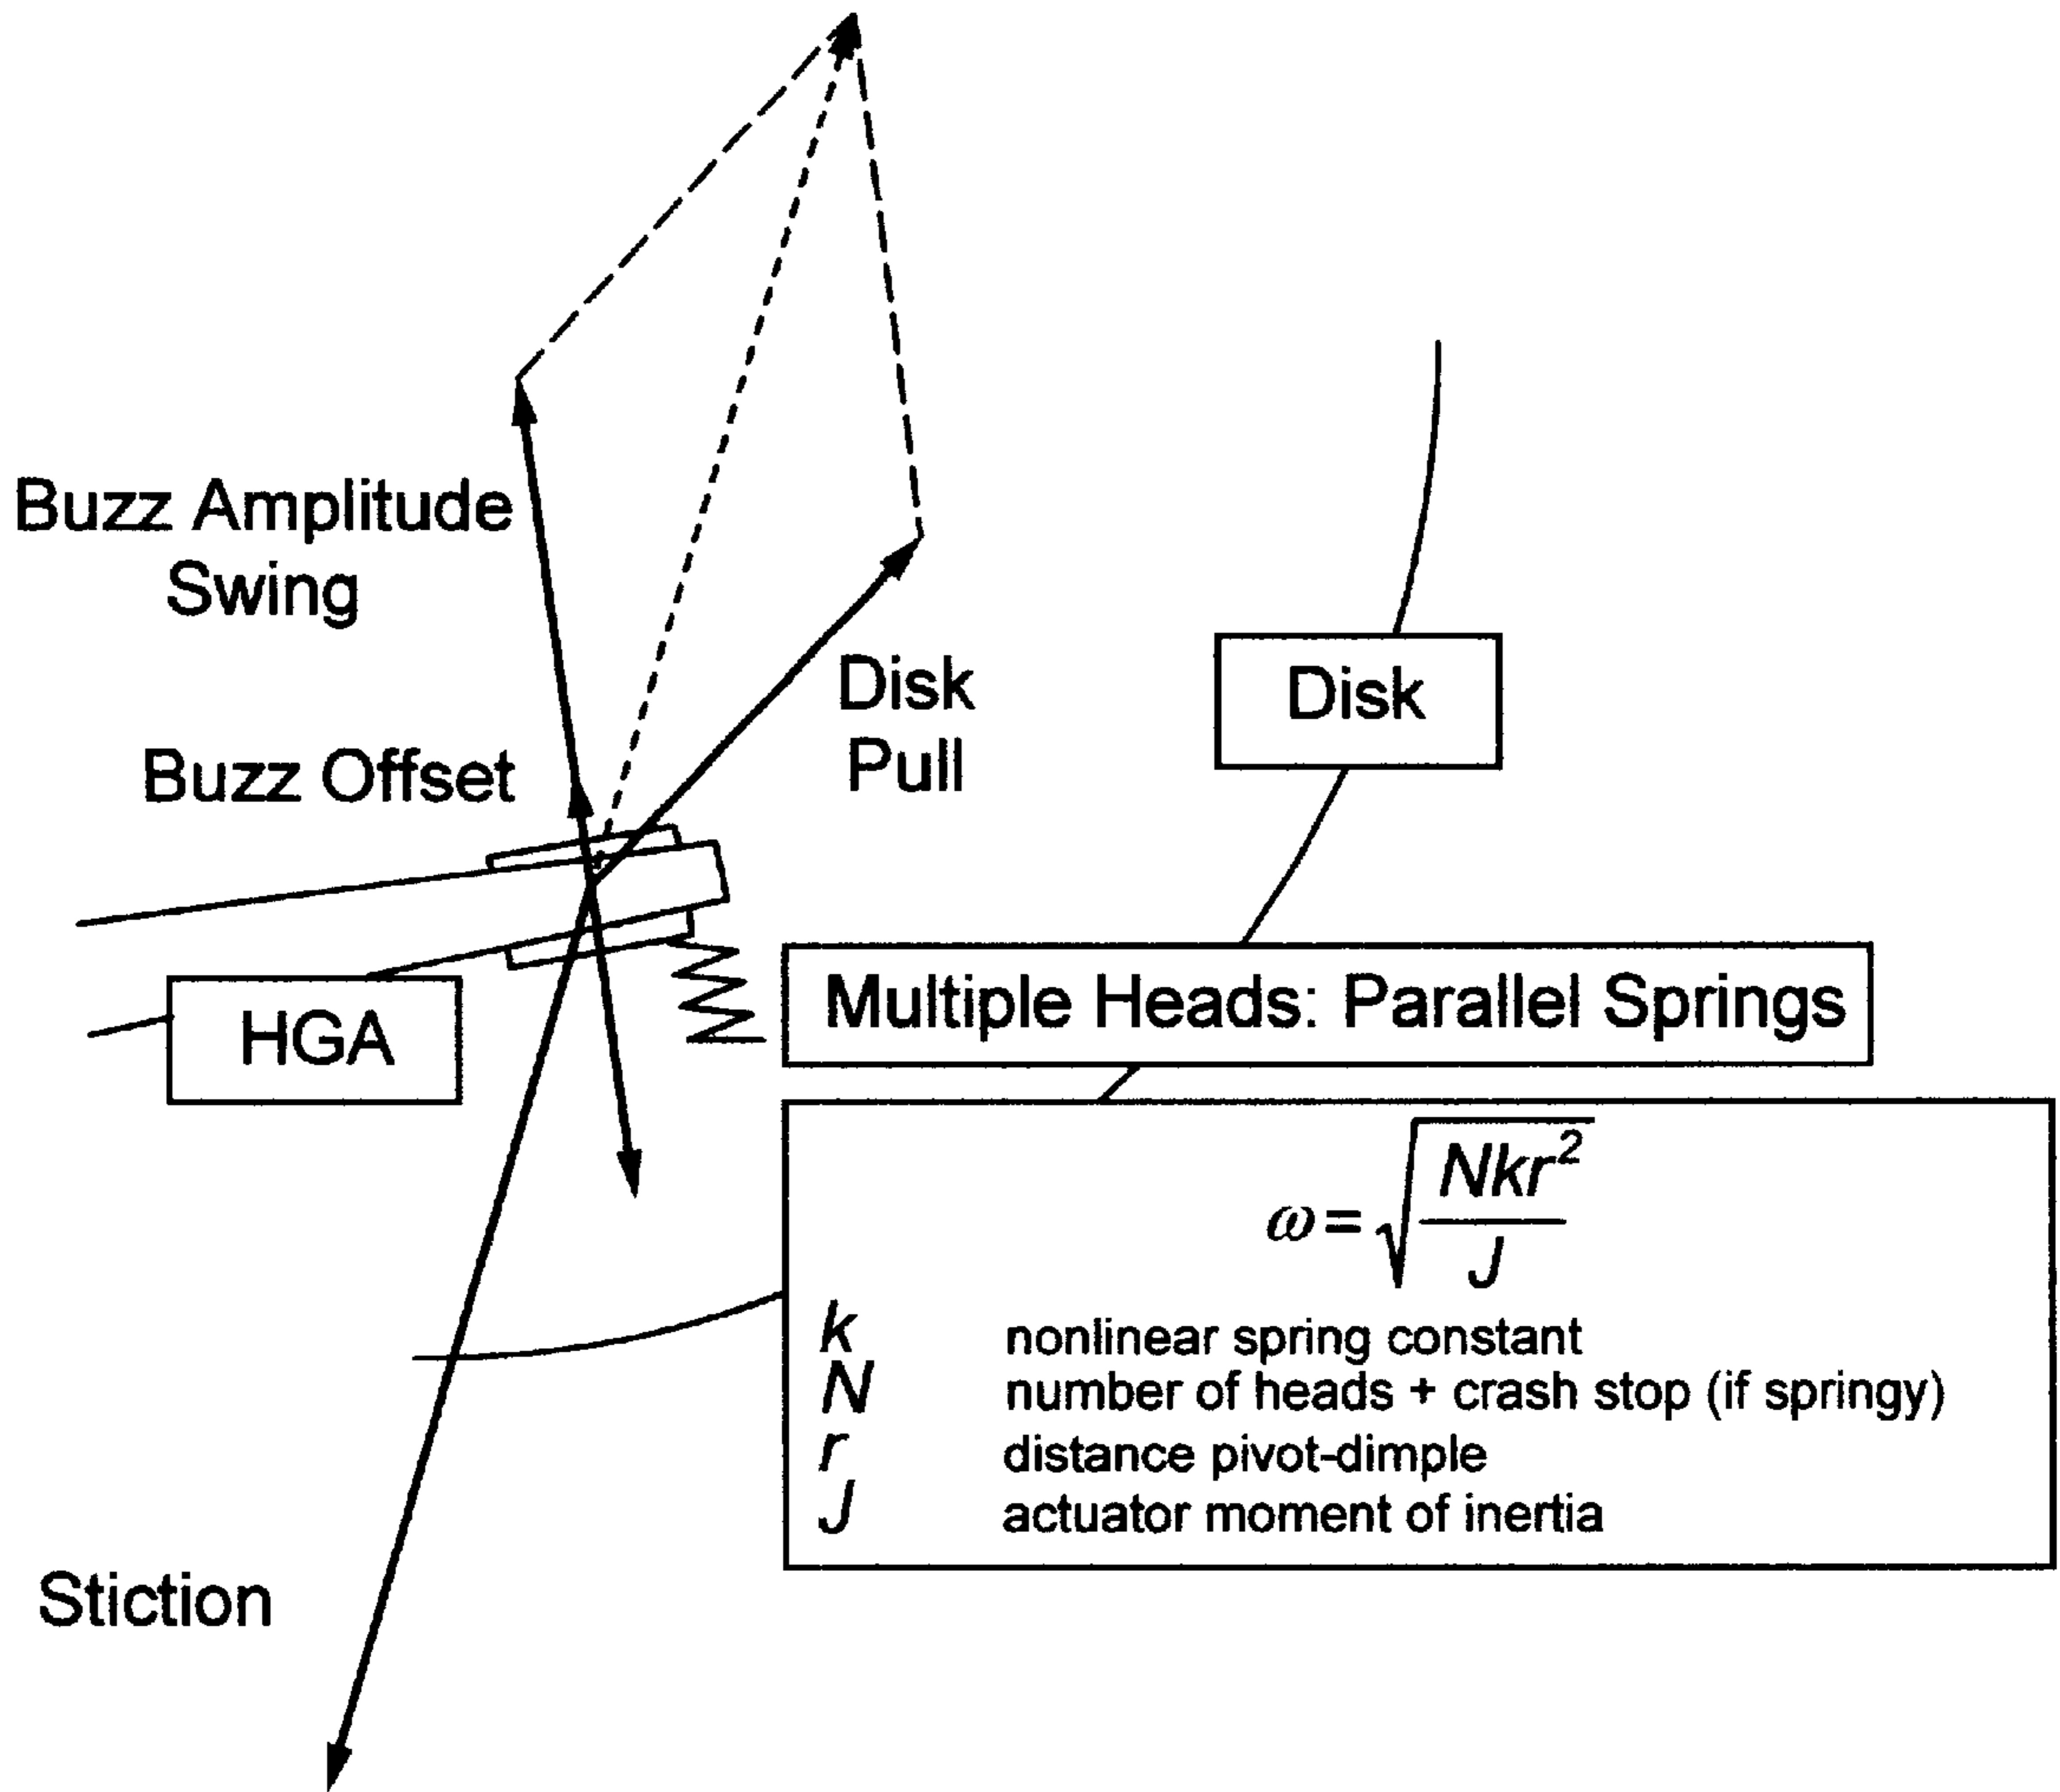 Buzz Amplitude
Swing
Disk
Pull
Disk
Buzz Offset
HGA
Multiple Heads: Parallel Springs
ω = √(Nkr²/J)
k nonlinear spring constant
N number of heads + crash stop (if springy)
r distance pivot-dimple
J actuator moment of inertia
Stiction